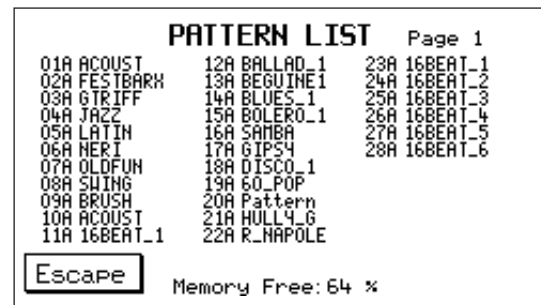 PATTERN LIST Page 1
01A ACOUST 12A BALLAD_1 23A 16BEAT_1
02A FESTBARX 13A BEGUINE1 24A 16BEAT_2
03A GTRIFF 14A BLUES_1 25A 16BEAT_3
04A JAZZ 15A BOLERO_1 26A 16BEAT_4
05A LATIN 16A SAMBA 27A 16BEAT_5
06A NERI 17A GIPSY 28A 16BEAT_6
07A OLDFUN 18A DISCO_1
08A SWING 19A 60_POP
09A BRUSH 20A Pattern
10A ACOUST 21A HULLY_G
11A 16BEAT_1 22A R_NAPOLE
Escape Memory Free:64 %